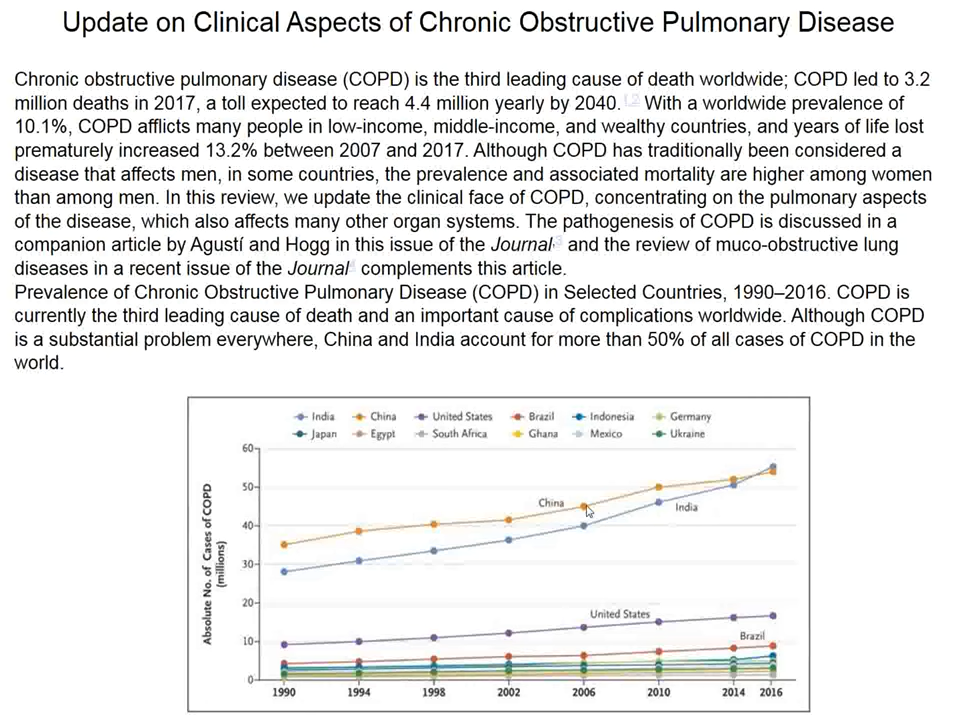 Update on Clinical Aspects of Chronic Obstructive Pulmonary Disease
Chronic obstructive pulmonary disease (COPD) is the third leading cause of death worldwide; COPD led to 3.2
million deaths in 2017, a toll expected to reach 4.4 million yearly by 2040. 1,2 With a worldwide prevalence of
10.1%, COPD afflicts many people in low-income, middle-income, and wealthy countries, and years of life lost
prematurely increased 13.2% between 2007 and 2017. Although COPD has traditionally been considered a
disease that affects men, in some countries, the prevalence and associated mortality are higher among women
than among men. In this review, we update the clinical face of COPD, concentrating on the pulmonary aspects
of the disease, which also affects many other organ systems. The pathogenesis of COPD is discussed in a
companion article by Agustí and Hogg in this issue of the Journal,3 and the review of muco-obstructive lung
diseases in a recent issue of the Journal4 complements this article.
Prevalence of Chronic Obstructive Pulmonary Disease (COPD) in Selected Countries, 1990–2016. COPD is
currently the third leading cause of death and an important cause of complications worldwide. Although COPD
is a substantial problem everywhere, China and India account for more than 50% of all cases of COPD in the
world.
India China United States Brazil Indonesia Germany
Japan Egypt South Africa Ghana Mexico Ukraine
Absolute No. of Cases of COPD
(millions)
60
50
40
30
20
10
0
China
India
United States
Brazil
1990 1994 1998 2002 2006 2010 2014 2016